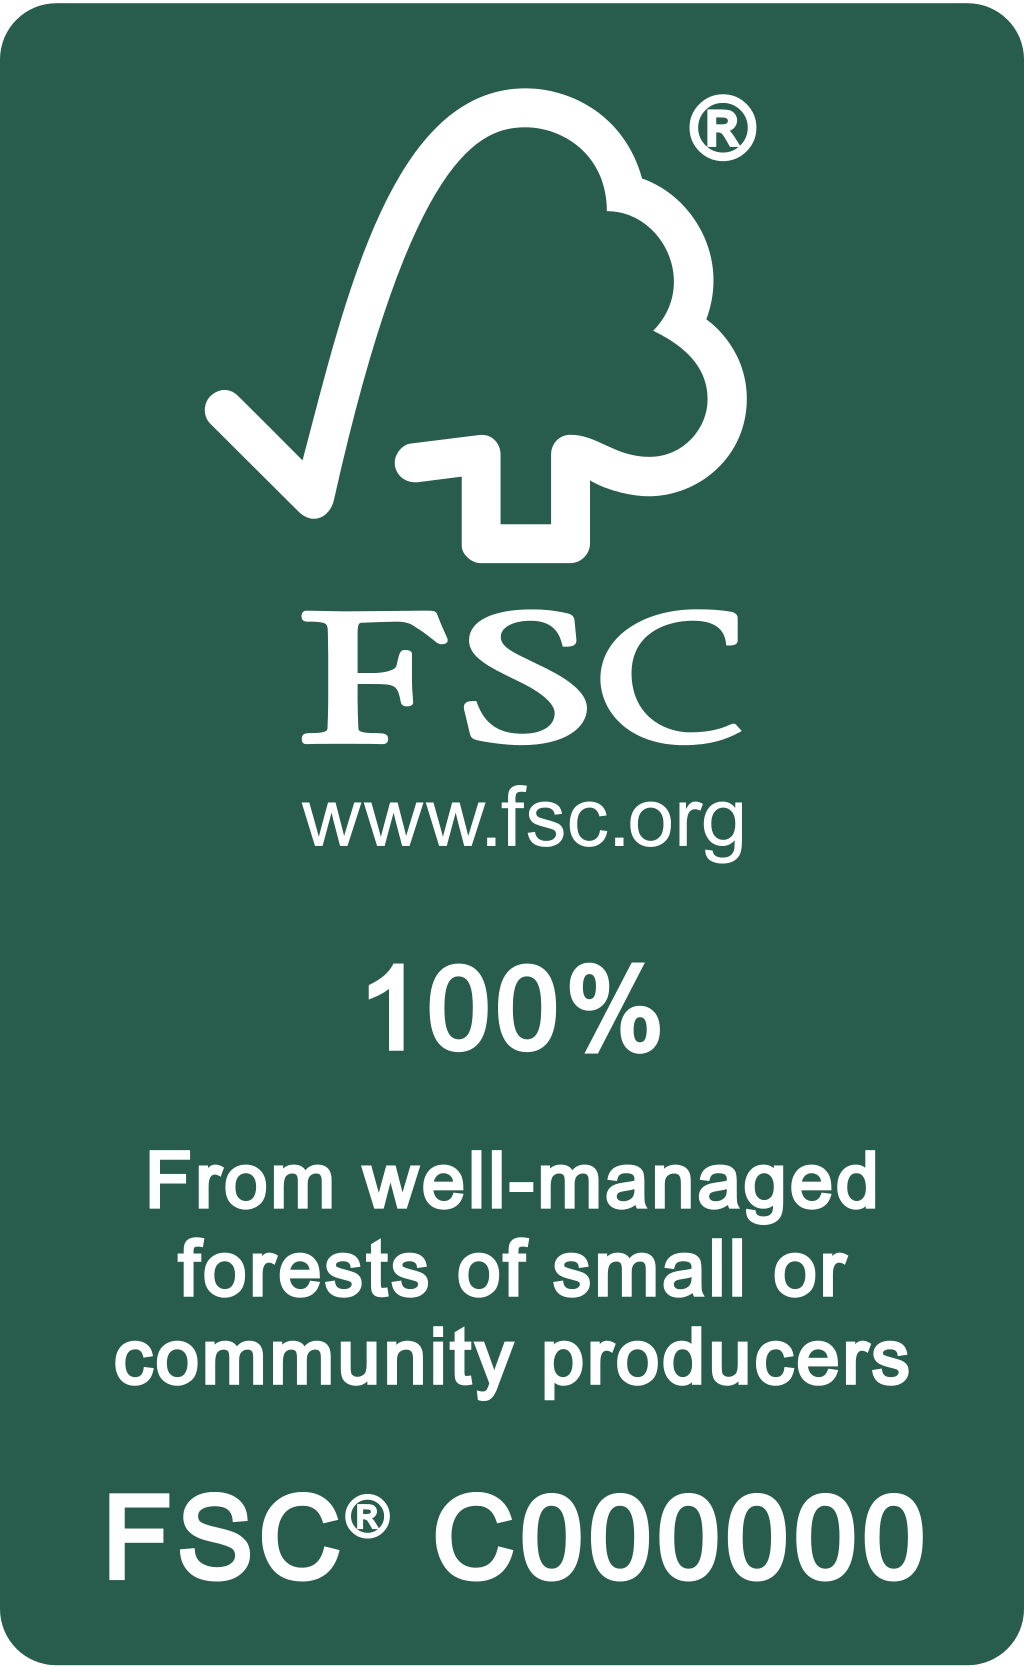 ®
FSC
www.fsc.org
100%
From well-managed
forests of small or
community producers
FSC® C000000